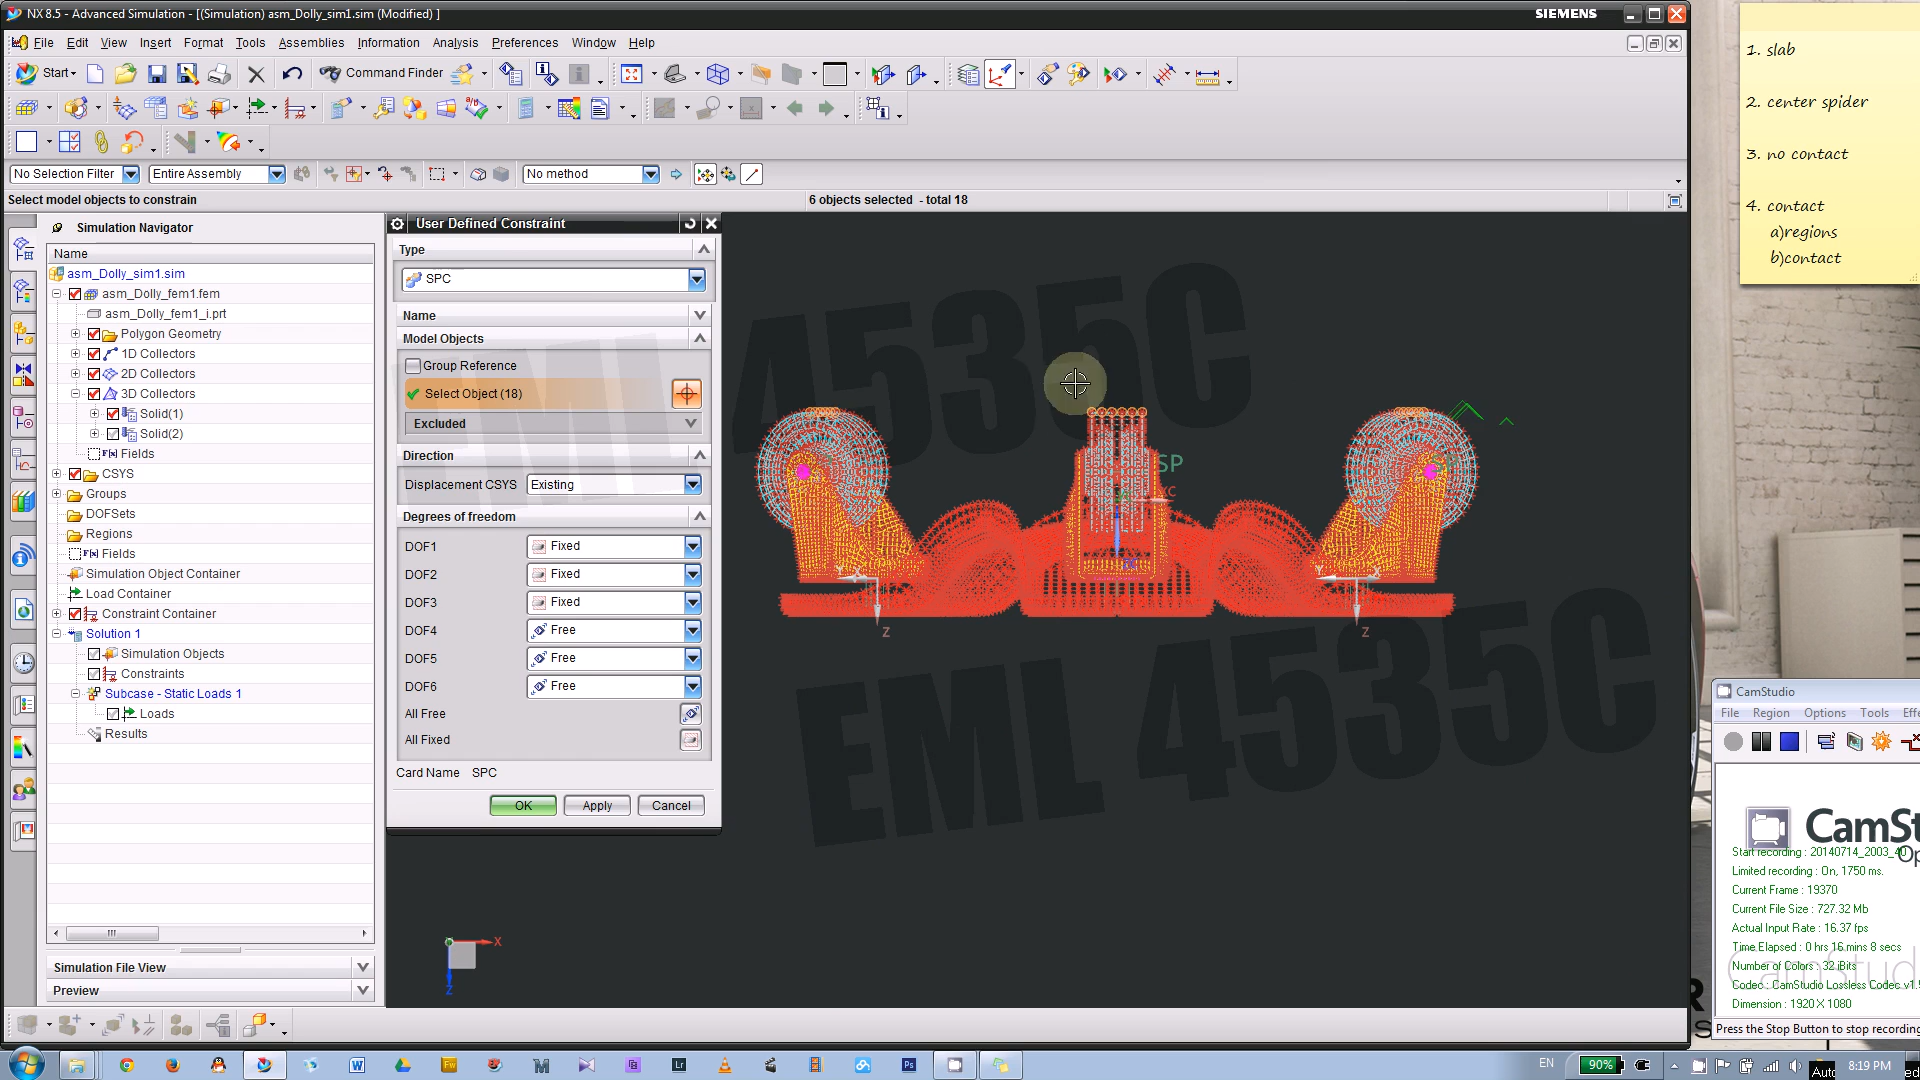 NX 8.5 - Advanced Simulation - [(Simulation) asm_Dolly_sim1.sim (Modified) ]
SIEMENS
File Edit View Insert Format Tools Assemblies Information Analysis Preferences Window Help
Start
Command Finder
No Selection Filter
Entire Assembly
No method
Select model objects to constrain
6 objects selected - total 18
Simulation Navigator
Name
asm_Dolly_sim1.sim
asm_Dolly_fem1.fem
asm_Dolly_fem1_i.prt
Polygon Geometry
1D Collectors
2D Collectors
3D Collectors
Solid(1)
Solid(2)
Fields
CSYS
Groups
DOFSets
Regions
Fields
Simulation Object Container
Load Container
Constraint Container
Solution 1
Simulation Objects
Constraints
Subcase - Static Loads 1
Loads
Results
Simulation File View
Preview
User Defined Constraint
Type
SPC
Name
Model Objects
Group Reference
Select Object (18)
Excluded
Direction
Displacement CSYS Existing
Degrees of freedom
DOF1 Fixed
DOF2 Fixed
DOF3 Fixed
DOF4 Free
DOF5 Free
DOF6 Free
All Free
All Fixed
Card Name SPC
OK Apply Cancel
EML 4535C
EML 4535C
SP
XC
Y X
Z
Y X
Z
X
Z
1. slab
2. center spider
3. no contact
4. contact
a)regions
b)contact
CamStudio
File Region Options Tools Effe
CamSt
Start recording : 20140714_2003_40
Limited recording : On, 1750 ms.
Current Frame : 19370
Current File Size : 727.32 Mb
Actual Input Rate : 16.37 fps
Time Elapsed : 0 hrs 16 mins 8 secs
Number of Colors : 32 iBits
Codec : CamStudio Lossless Codec v1.
Dimension : 1920 X 1080
Press the Stop Button to stop recording
EN
90%
8:19 PM